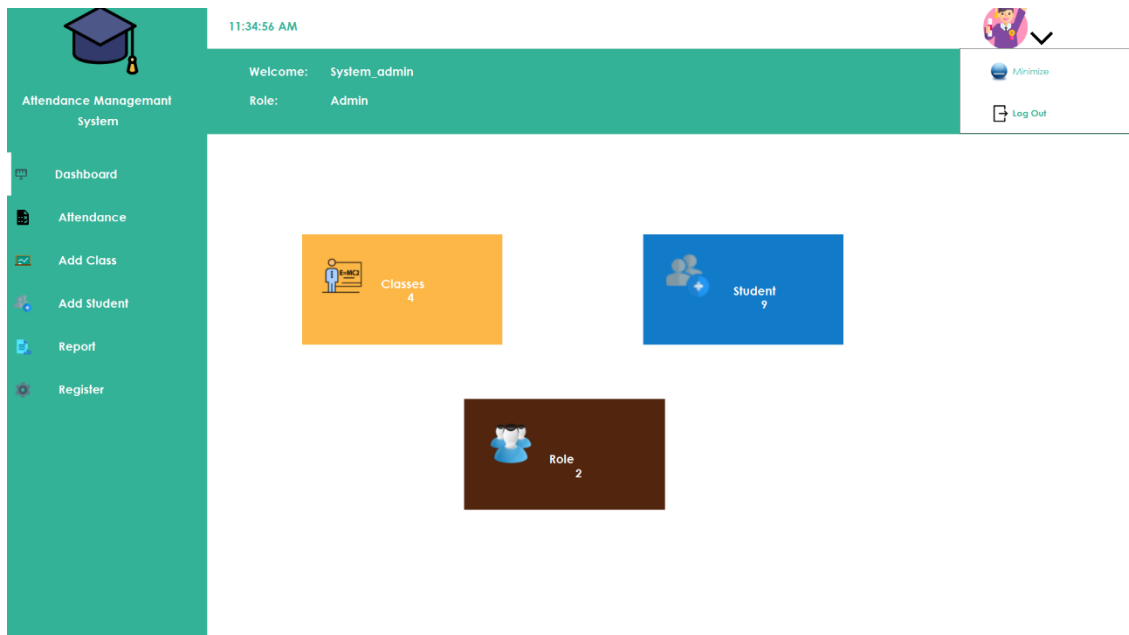 Attendance Managemant
System
Dashboard
Attendance
Add Class
Add Student
Report
Register
11:34:56 AM
Welcome: System_admin
Role: Admin
Minimize
Log Out
E=MC2
Classes
4
Student
9
Role
2